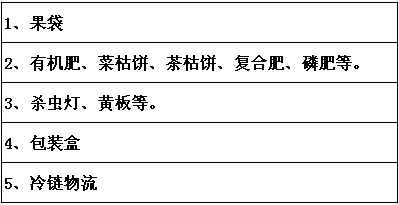 1、果袋
2、有机肥、菜枯饼、茶枯饼、复合肥、磷肥等。
3、杀虫灯、黄板等。
4、包装盒
5、冷链物流